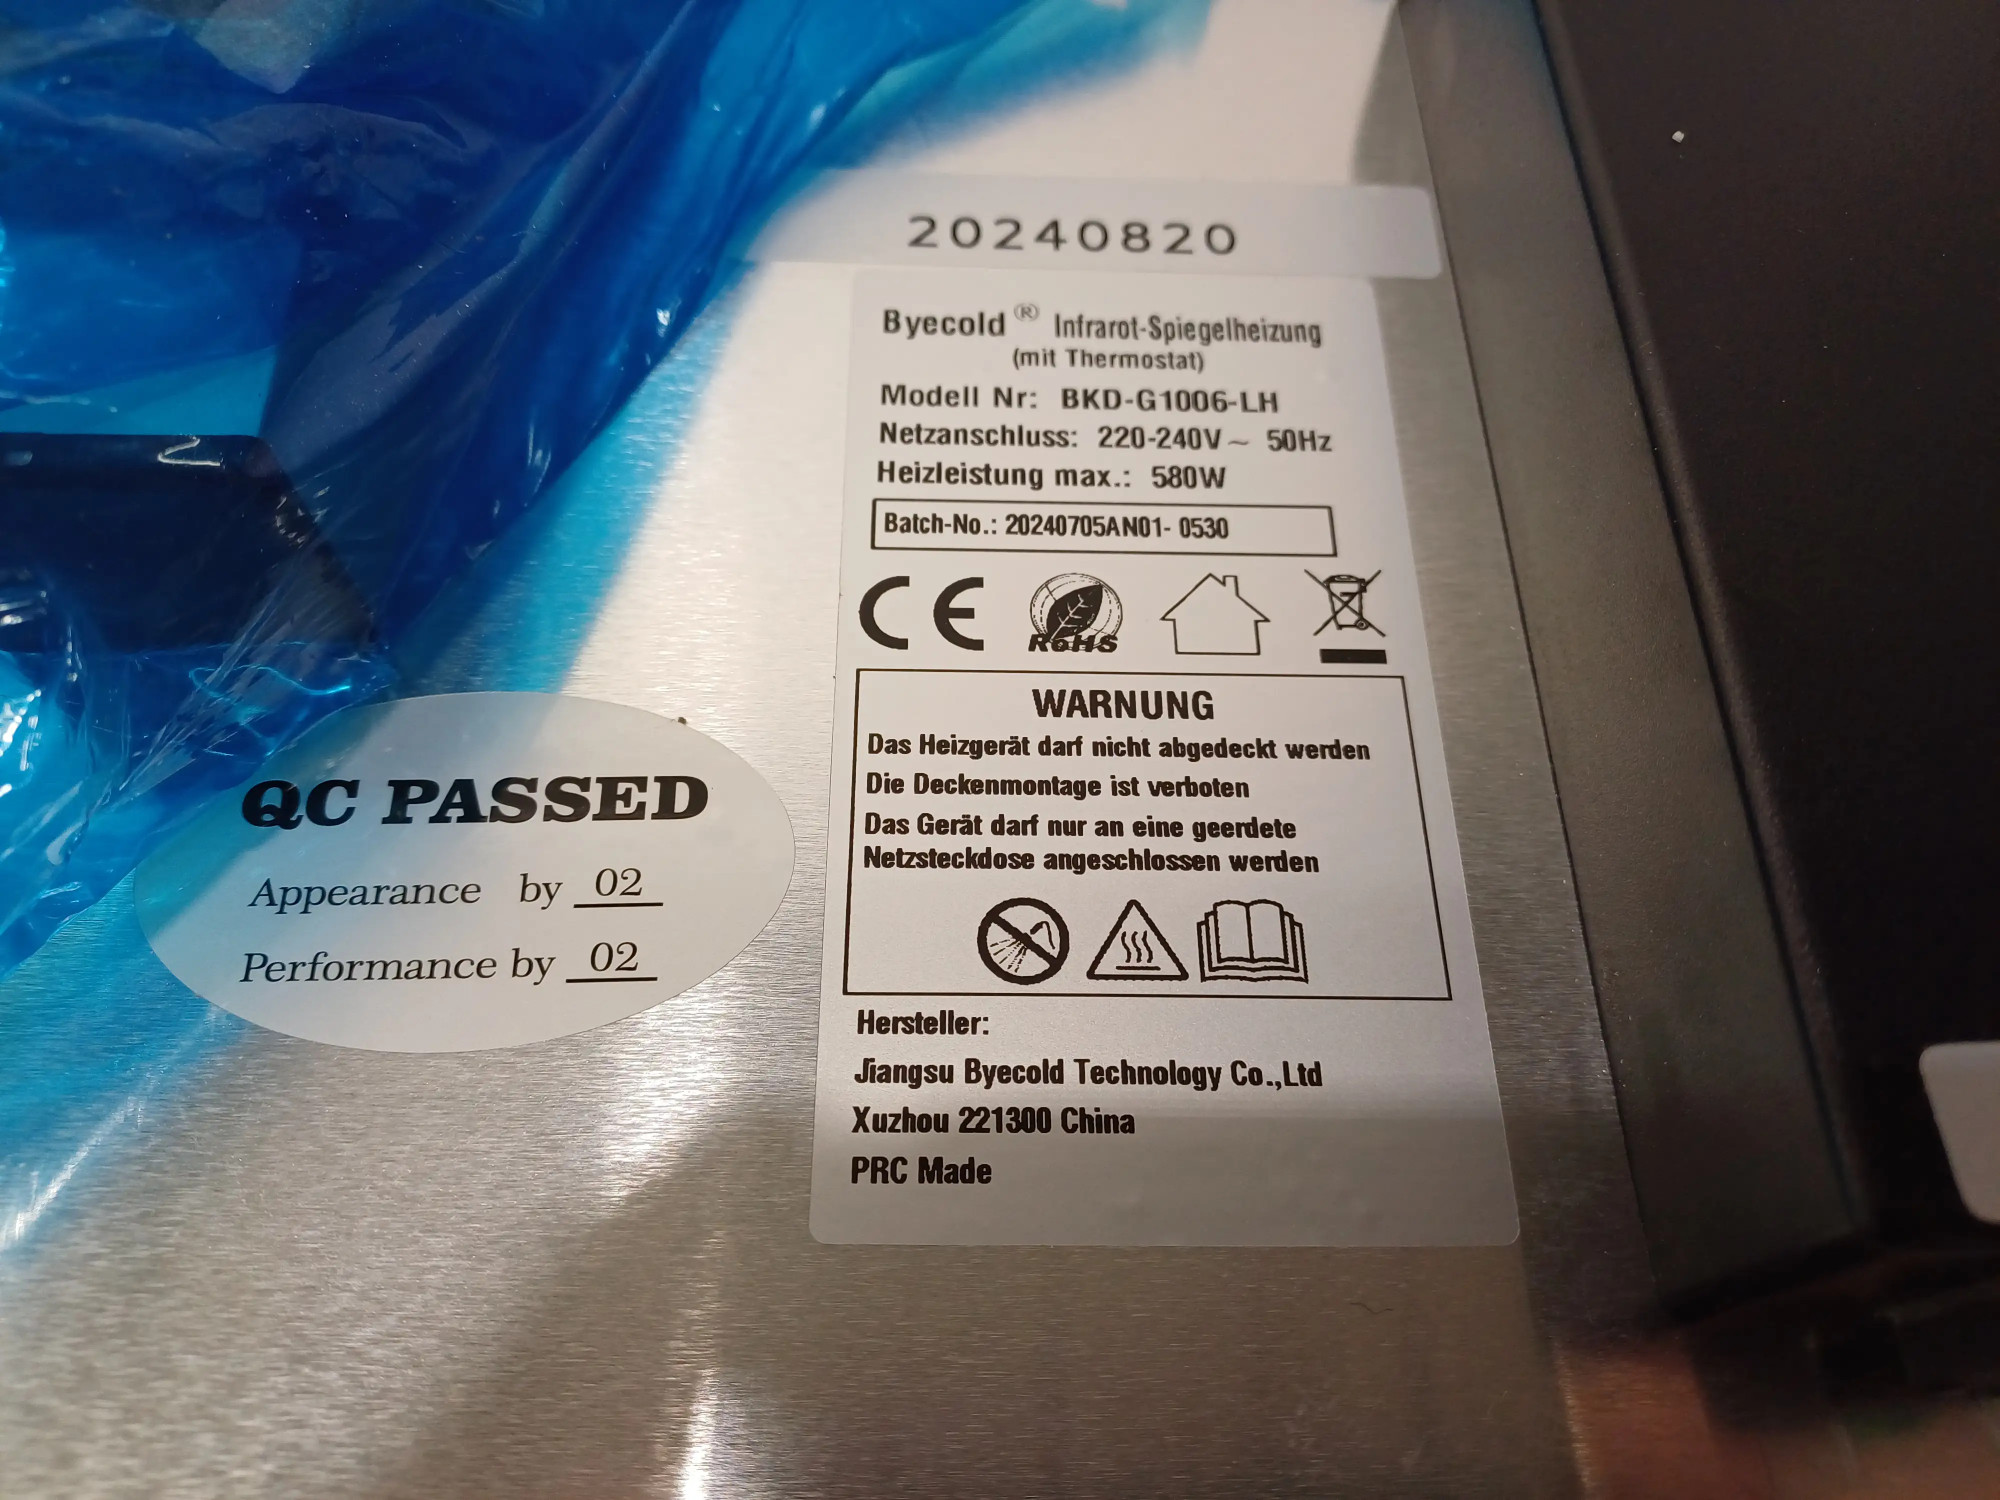 20240820
Byecold ® Infrarot-Spiegelheizung
(mit Thermostat)
Modell Nr: BKD-G1006-LH
Netzanschluss: 220-240V ~ 50Hz
Heizleistung max.: 580W
Batch-No.: 20240705AN01- 0530
CE
RoHS
WARNUNG
Das Heizgerät darf nicht abgedeckt werden
Die Deckenmontage ist verboten
Das Gerät darf nur an eine geerdete
Netzsteckdose angeschlossen werden
Hersteller:
Jiangsu Byecold Technology Co.,Ltd
Xuzhou 221300 China
PRC Made
QC PASSED
Appearance by 02
Performance by 02